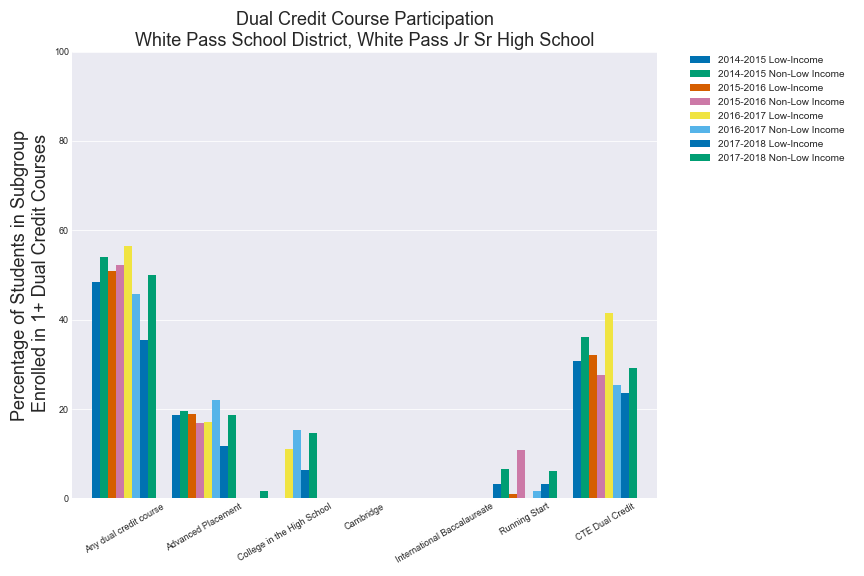 Dual Credit Course Participation
White Pass School District, White Pass Jr Sr High School
Percentage of Students in Subgroup
Enrolled in 1+ Dual Credit Courses
100
80
60
40
20
0
Any dual credit course
Advanced Placement
College in the High School
Cambridge
International Baccalaureate
Running Start
CTE Dual Credit
2014-2015 Low-Income
2014-2015 Non-Low Income
2015-2016 Low-Income
2015-2016 Non-Low Income
2016-2017 Low-Income
2016-2017 Non-Low Income
2017-2018 Low-Income
2017-2018 Non-Low Income